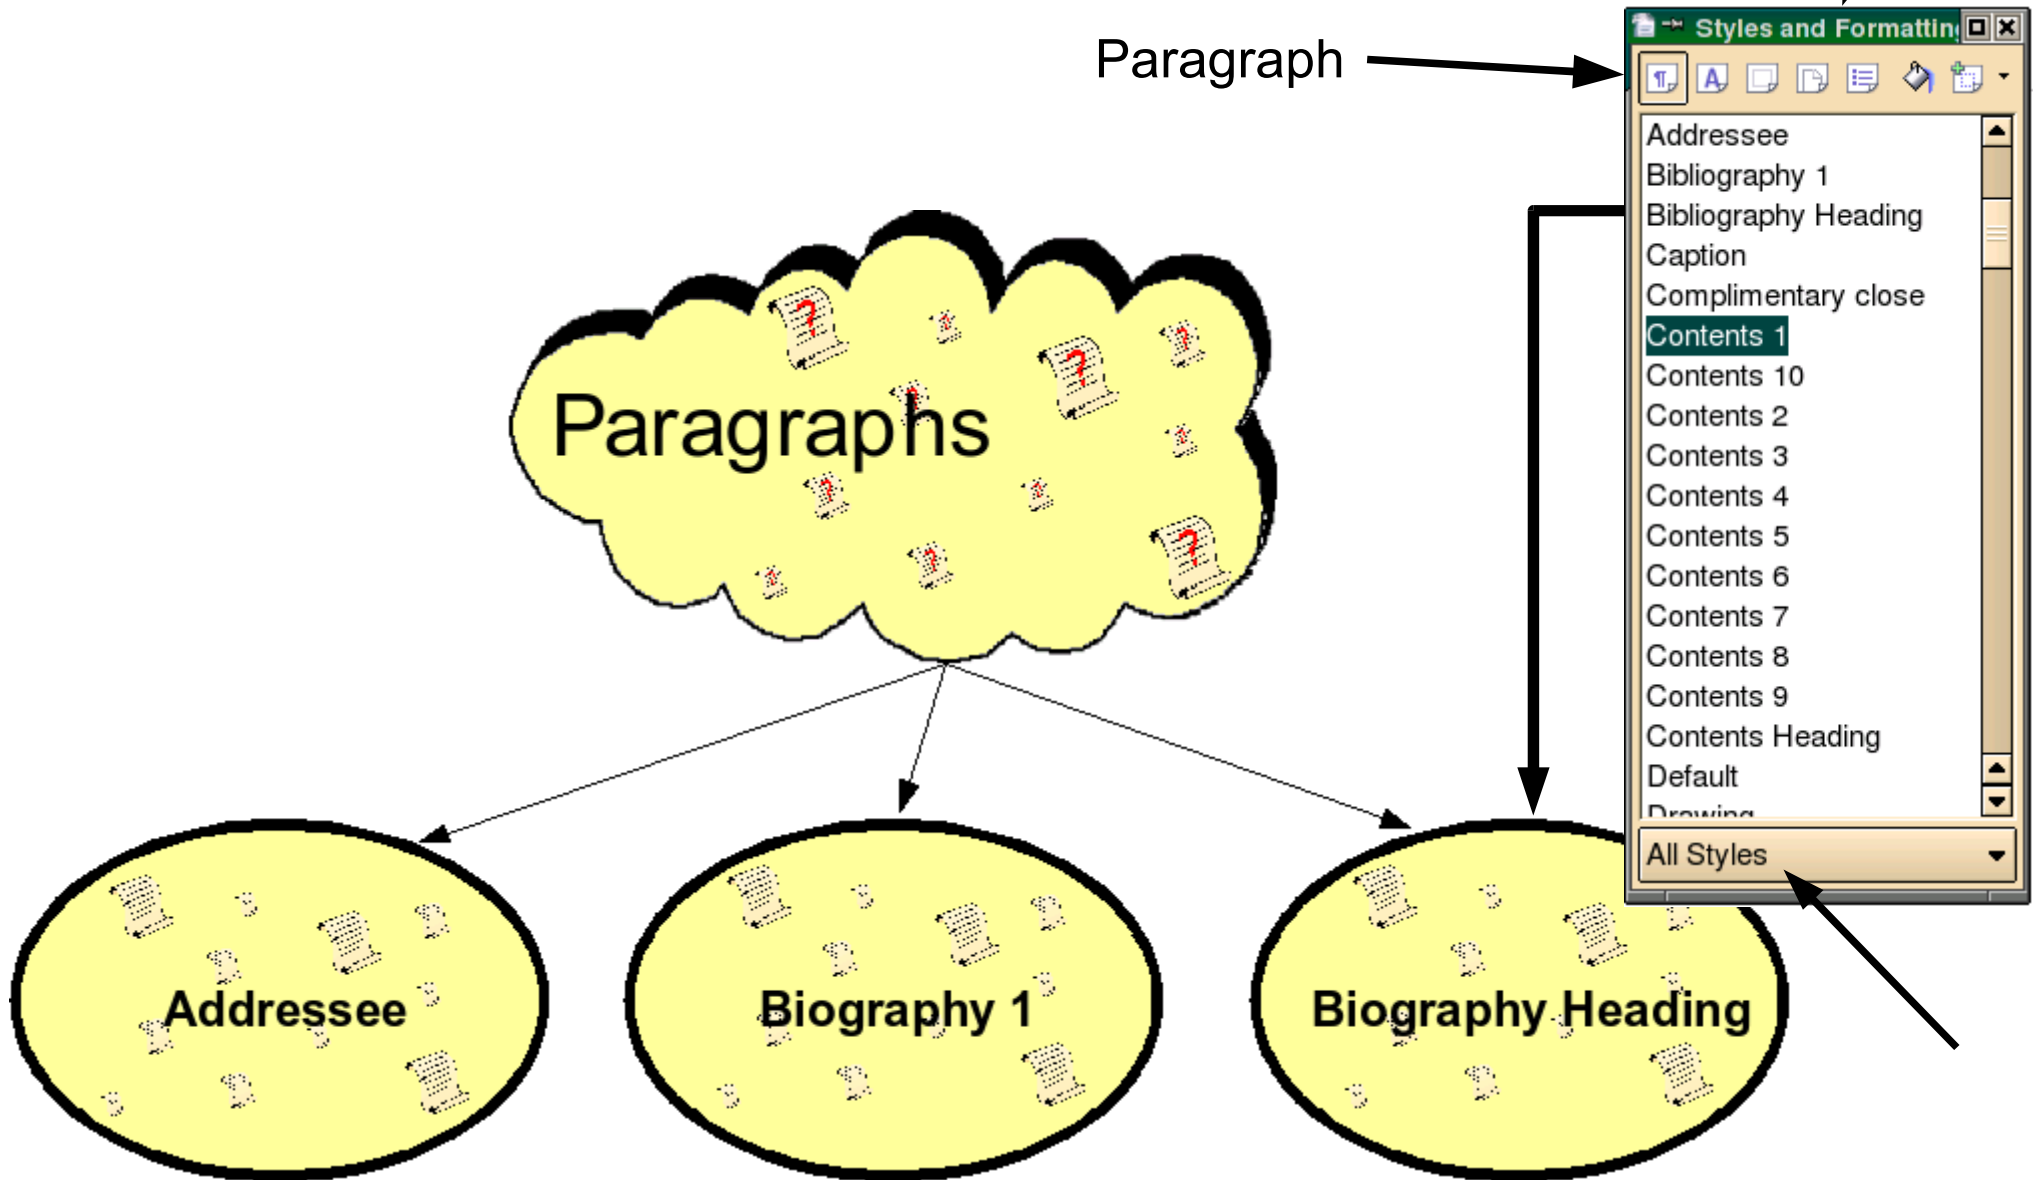 Paragraph
Styles and Formatting
Addressee
Bibliography 1
Bibliography Heading
Caption
Complimentary close
Contents 1
Contents 10
Contents 2
Contents 3
Contents 4
Contents 5
Contents 6
Contents 7
Contents 8
Contents 9
Contents Heading
Default
Drawing
All Styles
Paragraphs
Addressee
Biography 1
Biography Heading